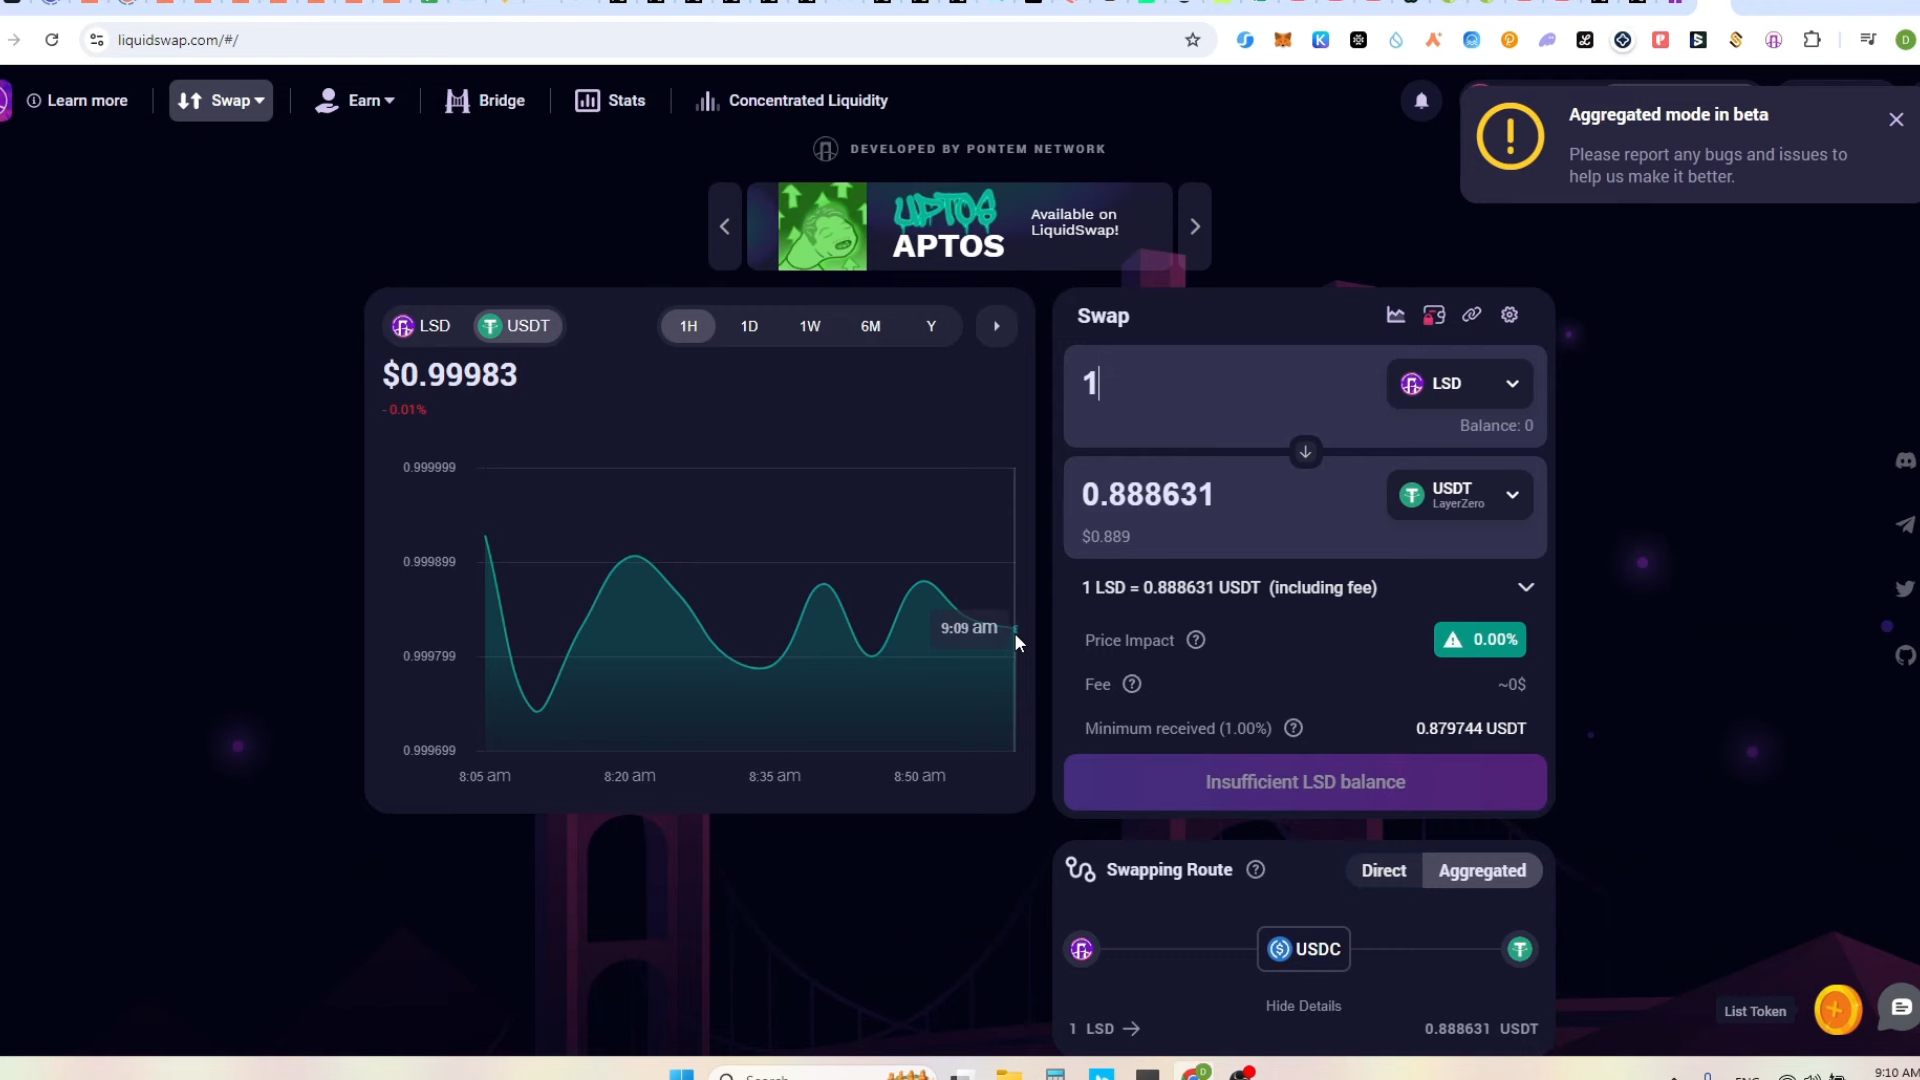 liquidswap.com/#/
Learn more
Swap
Earn
Bridge
Stats
Concentrated Liquidity
Aggregated mode in beta
Please report any bugs and issues to
help us make it better.
DEVELOPED BY PONTEM NETWORK
UPTOS
APTOS
Available on
LiquidSwap!
LSD
USDT
1H
1D
1W
6M
Y
$0.99983
- 0.01%
0.999999
0.999899
0.999799
0.999699
9:09 am
8:05 am
8:20 am
8:35 am
8:50 am
Swap
1
LSD
Balance: 0
0.888631
USDT
LayerZero
$0.889
1 LSD = 0.888631 USDT (including fee)
Price Impact
0.00%
Fee
~0$
Minimum received (1.00%)
0.879744 USDT
Insufficient LSD balance
Swapping Route
Direct
Aggregated
USDC
Hide Details
1 LSD
0.888631 USDT
List Token
9:10 AM